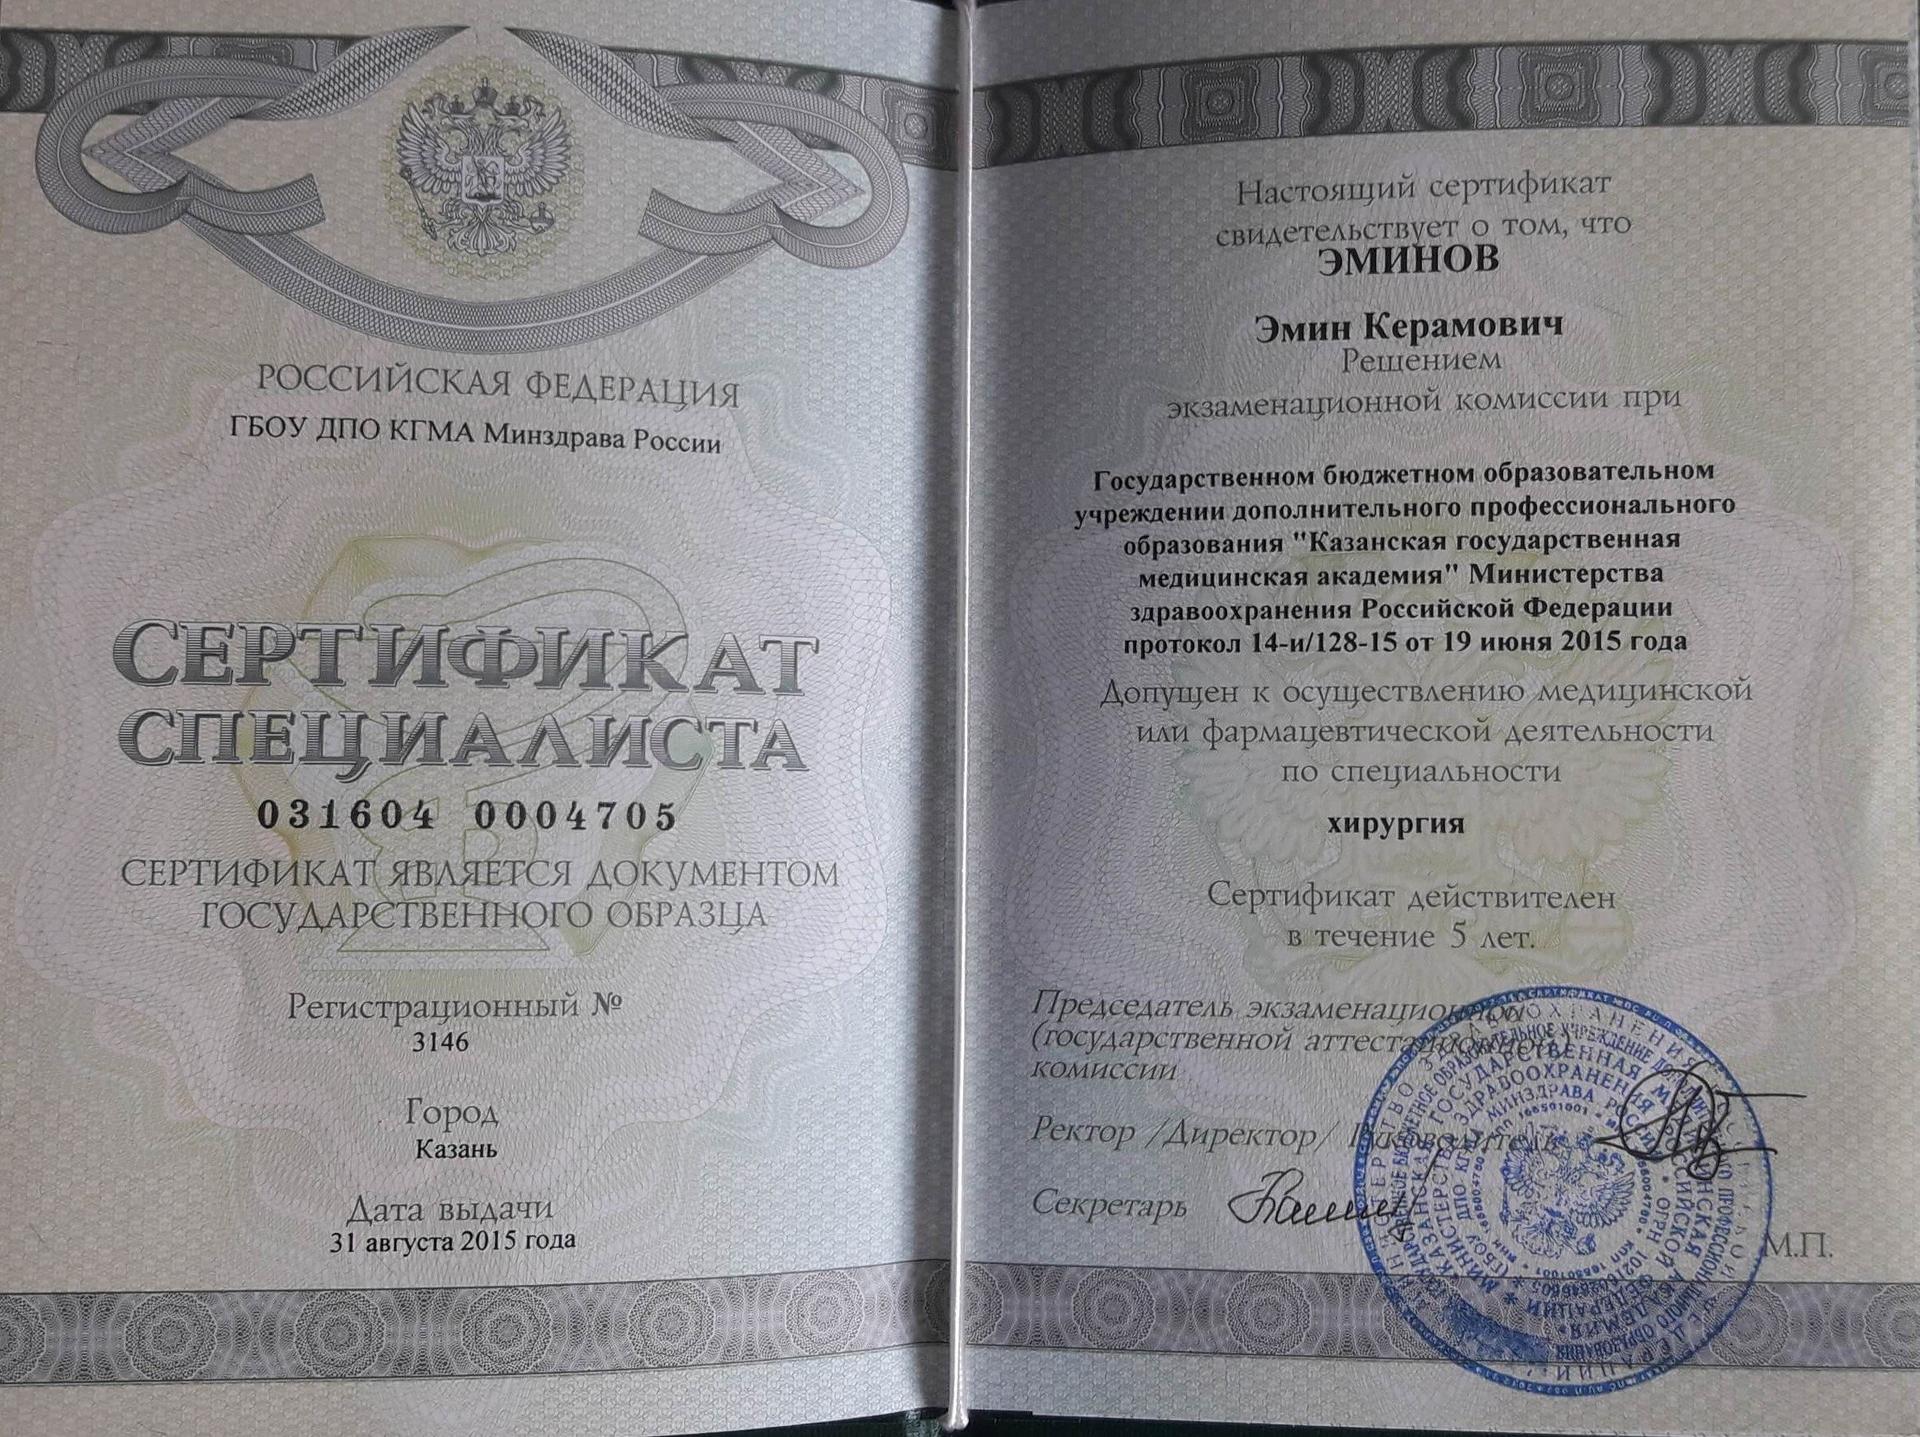 РОССИЙСКАЯ ФЕДЕРАЦИЯ
ГБОУ ДПО КГМА Минздрава России
СЕРТИФИКАТ
СПЕЦИАЛИСТА
031604 0004705
СЕРТИФИКАТ ЯВЛЯЕТСЯ ДОКУМЕНТОМ
ГОСУДАРСТВЕННОГО ОБРАЗЦА
Регистрационный №
3146
Город
Казань
Дата выдачи
31 августа 2015 года
Настоящий сертификат
свидетельствует о том, что
ЭМИНОВ
Эмин Керамович
Решением
экзаменационной комиссии при
Государственном бюджетном образовательном
учреждении дополнительного профессионального
образования "Казанская государственная
медицинская академия" Министерства
здравоохранения Российской Федерации
протокол 14-и/128-15 от 19 июня 2015 года
Допущен к осуществлению медицинской
или фармацевтической деятельности
по специальности
хирургия
Сертификат действителен
в течение 5 лет.
Председатель экзаменационной
(государственной аттестационной)
комиссии
Ректор /Директор/ Руководитель
Секретарь
М.П.